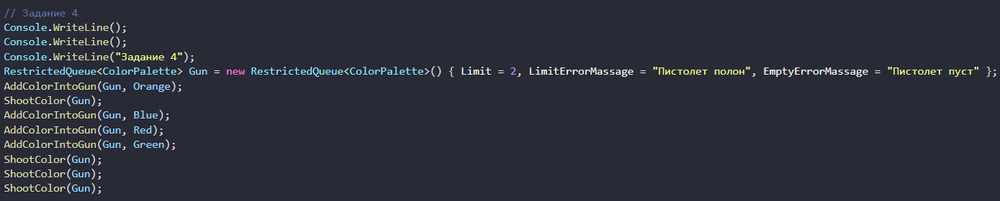 // Задание 4
Console.WriteLine();
Console.WriteLine();
Console.WriteLine("Задание 4");
RestrictedQueue<ColorPalette> Gun = new RestrictedQueue<ColorPalette>() { Limit = 2, LimitErrorMassage = "Пистолет полон", EmptyErrorMassage = "Пистолет пуст" };
AddColorIntoGun(Gun, Orange);
ShootColor(Gun);
AddColorIntoGun(Gun, Blue);
AddColorIntoGun(Gun, Red);
AddColorIntoGun(Gun, Green);
ShootColor(Gun);
ShootColor(Gun);
ShootColor(Gun);